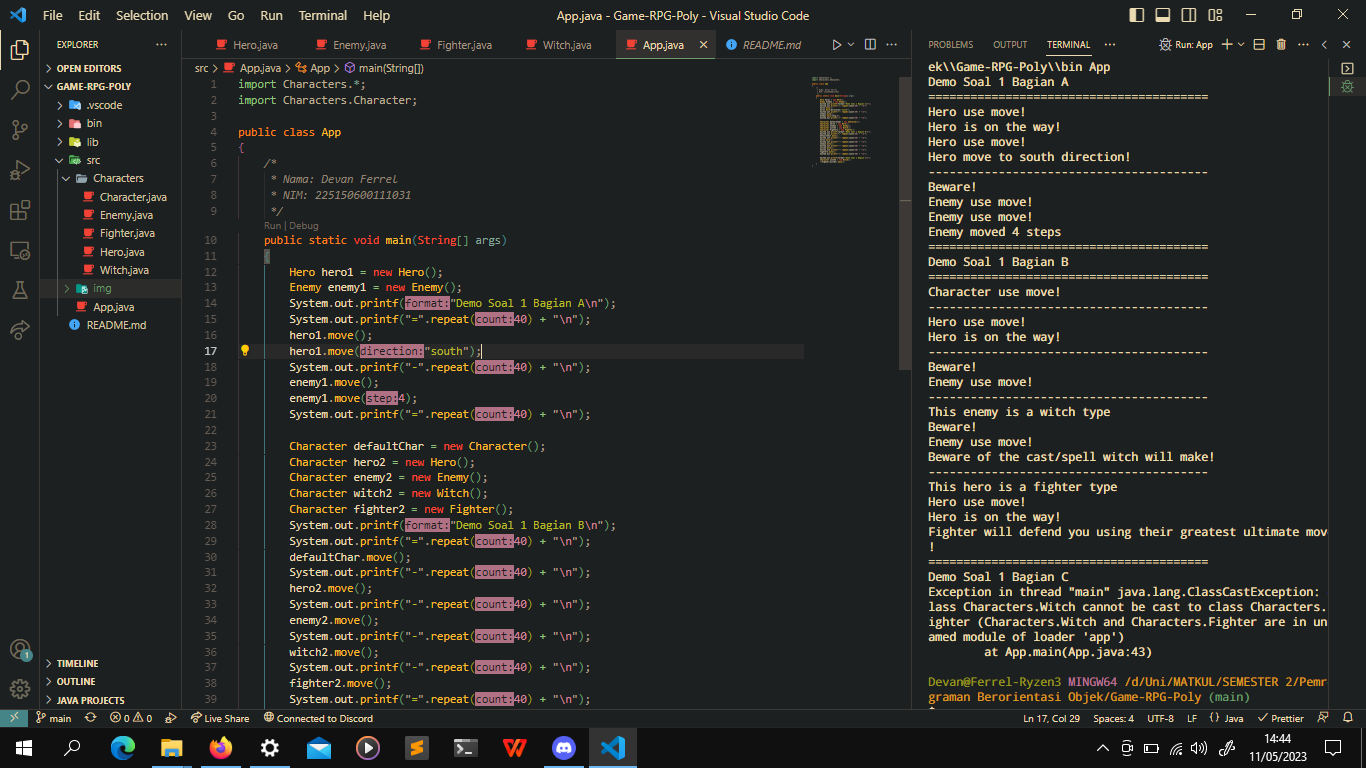 File Edit Selection View Go Run Terminal Help
App.java - Game-RPG-Poly - Visual Studio Code
EXPLORER
OPEN EDITORS
GAME-RPG-POLY
.vscode
bin
lib
src
Characters
Character.java
Enemy.java
Fighter.java
Hero.java
Witch.java
img
App.java
README.md
TIMELINE
OUTLINE
JAVA PROJECTS
Hero.java Enemy.java Fighter.java Witch.java App.java README.md
src > App.java > App > main(String[])
1 import Characters.*;
2 import Characters.Character;
3
4 public class App
5 {
6 /*
7 * Nama: Devan Ferrel
8 * NIM: 225150600111031
9 */
Run | Debug
10 public static void main(String[] args)
11 {
12 Hero hero1 = new Hero();
13 Enemy enemy1 = new Enemy();
14 System.out.printf(format:"Demo Soal 1 Bagian A\n");
15 System.out.printf("=".repeat(count:40) + "\n");
16 hero1.move();
17 hero1.move(direction:"south");
18 System.out.printf("-".repeat(count:40) + "\n");
19 enemy1.move();
20 enemy1.move(step:4);
21 System.out.printf("=".repeat(count:40) + "\n");
22
23 Character defaultChar = new Character();
24 Character hero2 = new Hero();
25 Character enemy2 = new Enemy();
26 Character witch2 = new Witch();
27 Character fighter2 = new Fighter();
28 System.out.printf(format:"Demo Soal 1 Bagian B\n");
29 System.out.printf("=".repeat(count:40) + "\n");
30 defaultChar.move();
31 System.out.printf("-".repeat(count:40) + "\n");
32 hero2.move();
33 System.out.printf("-".repeat(count:40) + "\n");
34 enemy2.move();
35 System.out.printf("-".repeat(count:40) + "\n");
36 witch2.move();
37 System.out.printf("-".repeat(count:40) + "\n");
38 fighter2.move();
39 System.out.printf("=".repeat(count:40) + "\n");
PROBLEMS OUTPUT TERMINAL Run: App
ek\\Game-RPG-Poly\\bin App
Demo Soal 1 Bagian A
========================================
Hero use move!
Hero is on the way!
Hero use move!
Hero move to south direction!
----------------------------------------
Beware!
Enemy use move!
Enemy use move!
Enemy moved 4 steps
========================================
Demo Soal 1 Bagian B
========================================
Character use move!
----------------------------------------
Hero use move!
Hero is on the way!
----------------------------------------
Beware!
Enemy use move!
----------------------------------------
This enemy is a witch type
Beware!
Enemy use move!
Beware of the cast/spell witch will make!
----------------------------------------
This hero is a fighter type
Hero use move!
Hero is on the way!
Fighter will defend you using their greatest ultimate mov
!
========================================
Demo Soal 1 Bagian C
Exception in thread "main" java.lang.ClassCastException:
lass Characters.Witch cannot be cast to class Characters.
ighter (Characters.Witch and Characters.Fighter are in un
amed module of loader 'app')
at App.main(App.java:43)
Devan@Ferrel-Ryzen3 MINGW64 /d/Uni/MATKUL/SEMESTER 2/Pemr
graman Berorientasi Objek/Game-RPG-Poly (main)
$
main 0 0 Live Share Connected to Discord
Ln 17, Col 29 Spaces: 4 UTF-8 LF {} Java Prettier
14:44
11/05/2023